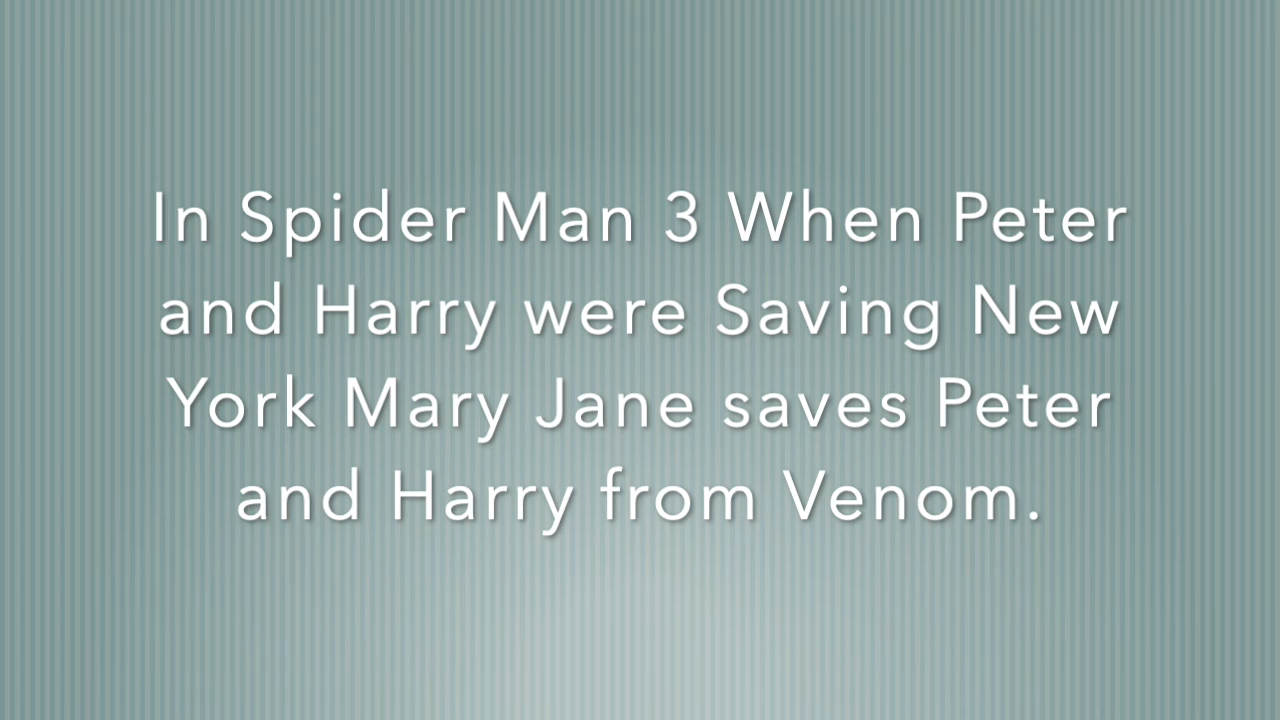 In Spider Man 3 When Peter
and Harry were Saving New
York Mary Jane saves Peter
and Harry from Venom.